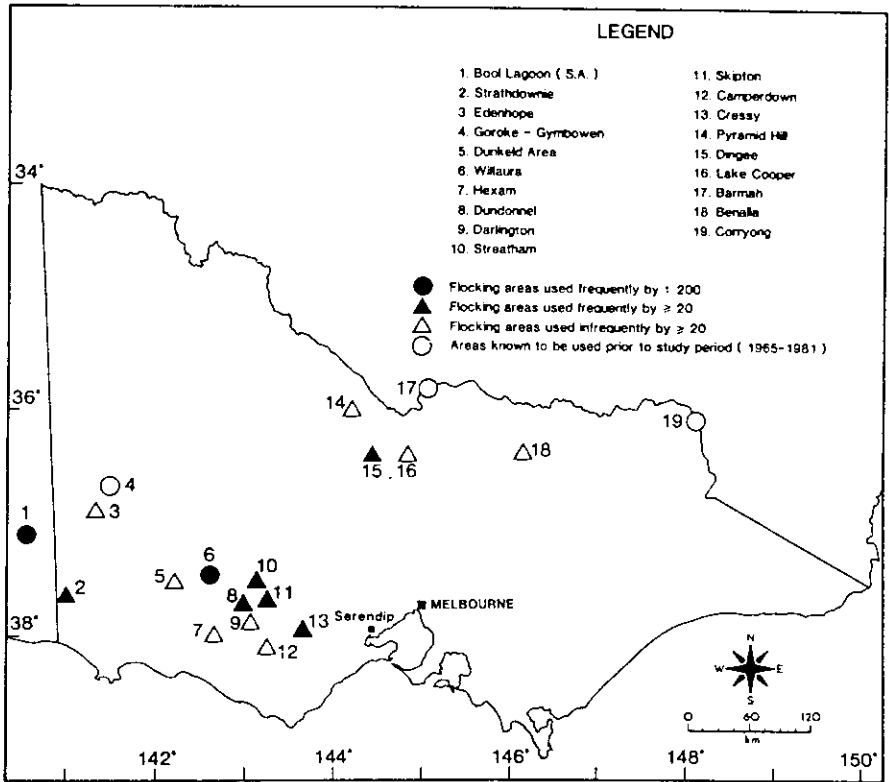 LEGEND
1. Bool Lagoon ( S.A. )
2. Strathdownie
3 Edenhope
4 Goroke - Gymbowen
5 Dunkeld Area
6 Willaura
7 Hexam
8 Dundonnel
9 Darlington
10. Streatham
11. Skipton
12. Camperdown
13. Cressy
14. Pyramid Hill
15. Dingee
16. Lake Cooper
17. Barmah
18 Benalla
19. Corryong
Flocking areas used frequently by ≥ 200
Flocking areas used frequently by ≥ 20
Flocking areas used infrequently by ≥ 20
Areas known to be used prior to study period ( 1965-1981 )
34°
36°
38°
17
14
19
15
16
18
4
3
1
6
10
5
2
8
11
9
7
13
12
Serendip
MELBOURNE
N
W
E
S
0 60 120
km
142°
144°
146°
148°
150°